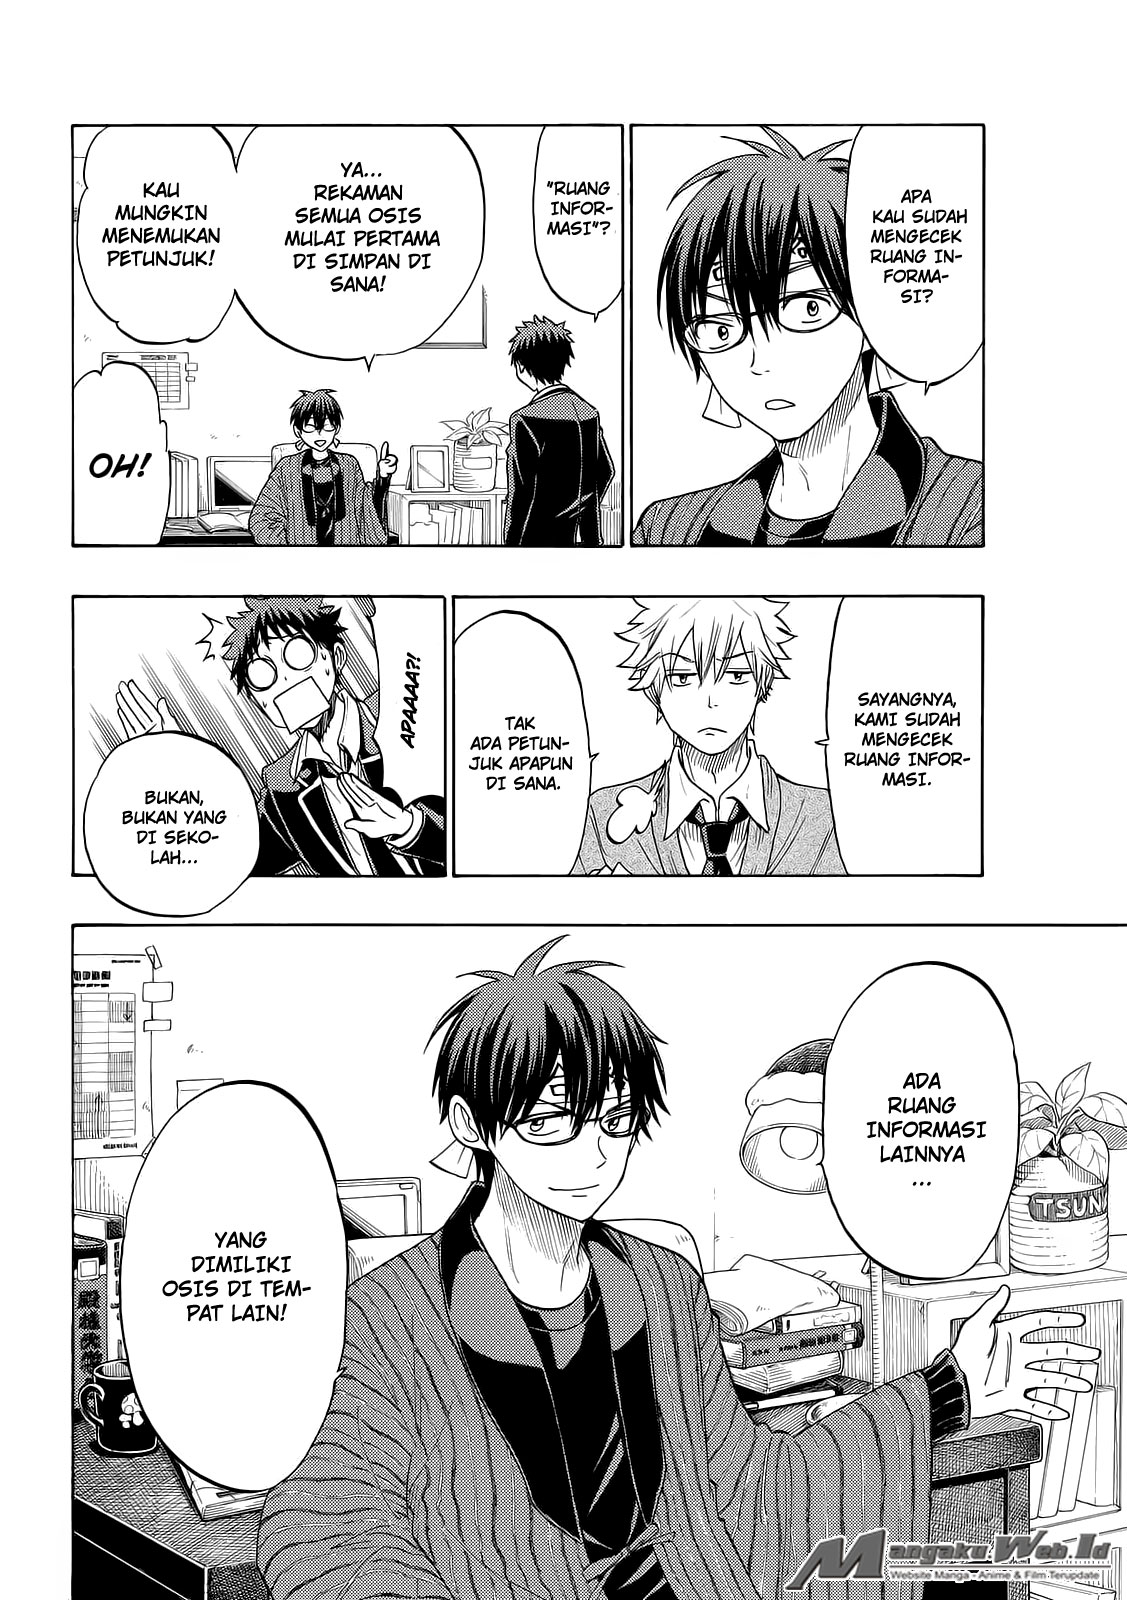 APA
KAU SUDAH
MENGECEK
RUANG IN-
FORMA-
SI?
"RUANG
INFOR-
MASI"?
YA...
REKAMAN
SEMUA OSIS
MULAI PERTAMA
DI SIMPAN DI
SANA!
KAU
MUNGKIN
MENEMUKAN
PETUNJUK!
OH!
SAYANGNYA,
KAMI SUDAH
MENGECEK
RUANG INFOR-
MASI.
TAK
ADA PETUN-
JUK APAPUN
DI SANA.
APAAAA?!
BUKAN,
BUKAN YANG
DI SEKO-
LAH...
ADA
RUANG
INFORMASI
LAINNYA
...
TSUNA
YANG
DIMILIKI
OSIS DI TEM-
PAT LAIN!
Mangaku.Web.Id
Website Manga - Anime & Film Terupdate